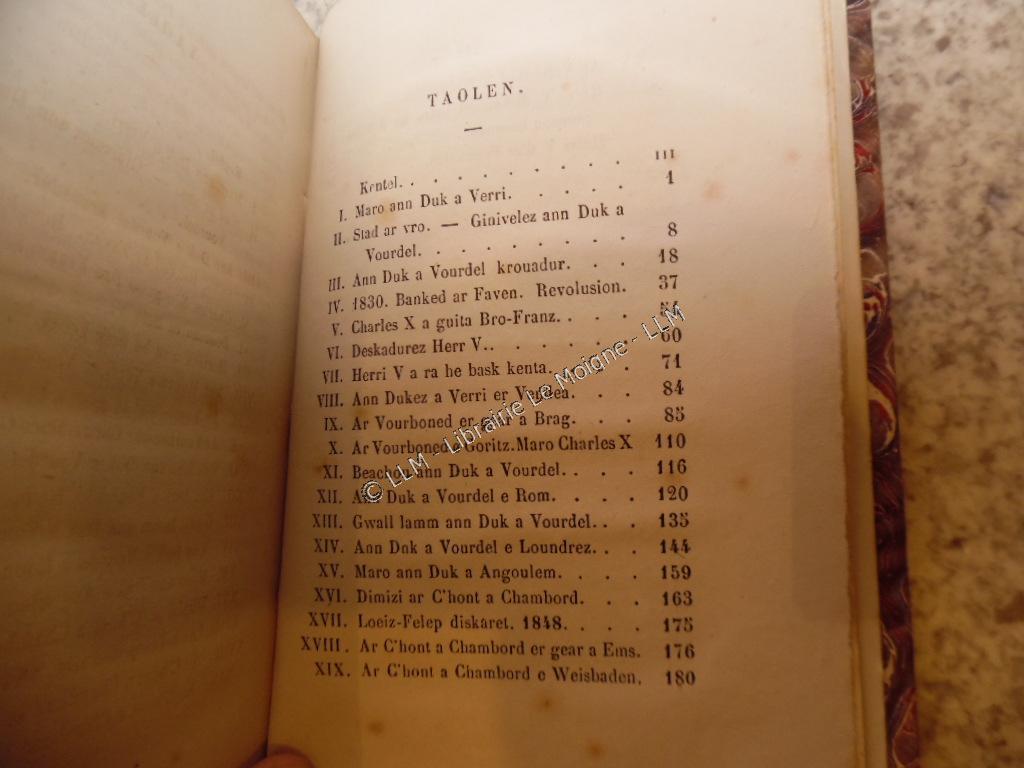 TAOLEN.
Kentel. . . . . . . . . III
I. Maro ann Duk a Verri. . . . . . 1
II. Stad ar vro. — Ginivelez ann Duk a
Vourdel. . . . . . . . . 8
III. Ann Duk a Vourdel krouadur. . . 18
IV. 1830. Banked ar Faven. Revolusion. 37
V. Charles X a guita Bro-Franz. . . .
VI. Deskadurez Herr V. . . . . . . 60
VII. Herri V a ra he bask kenta. . . . 71
VIII. Ann Dukez a Verri er Vendea. . . 84
IX. Ar Vourboned er gear a Brag. . . 85
X. Ar Vourboned e Goritz. Maro Charles X 110
XI. Beachou ann Duk a Vourdel. . . . 116
XII. Ann Duk a Vourdel e Rom. . . . 120
XIII. Gwall lamm ann Duk a Vourdel. . . 135
XIV. Ann Duk a Vourdel e Loundrez. . . 144
XV. Maro ann Duk a Angoulem. . . . 159
XVI. Dimizi ar C'hont a Chambord. . . 163
XVII. Loeiz-Felep diskaret. 1848. . . . 175
XVIII. Ar C'hont a Chambord er gear a Ems. 176
XIX. Ar C'hont a Chambord e Weisbaden. 180
© LLM - Librairie Le Moigne - LLM